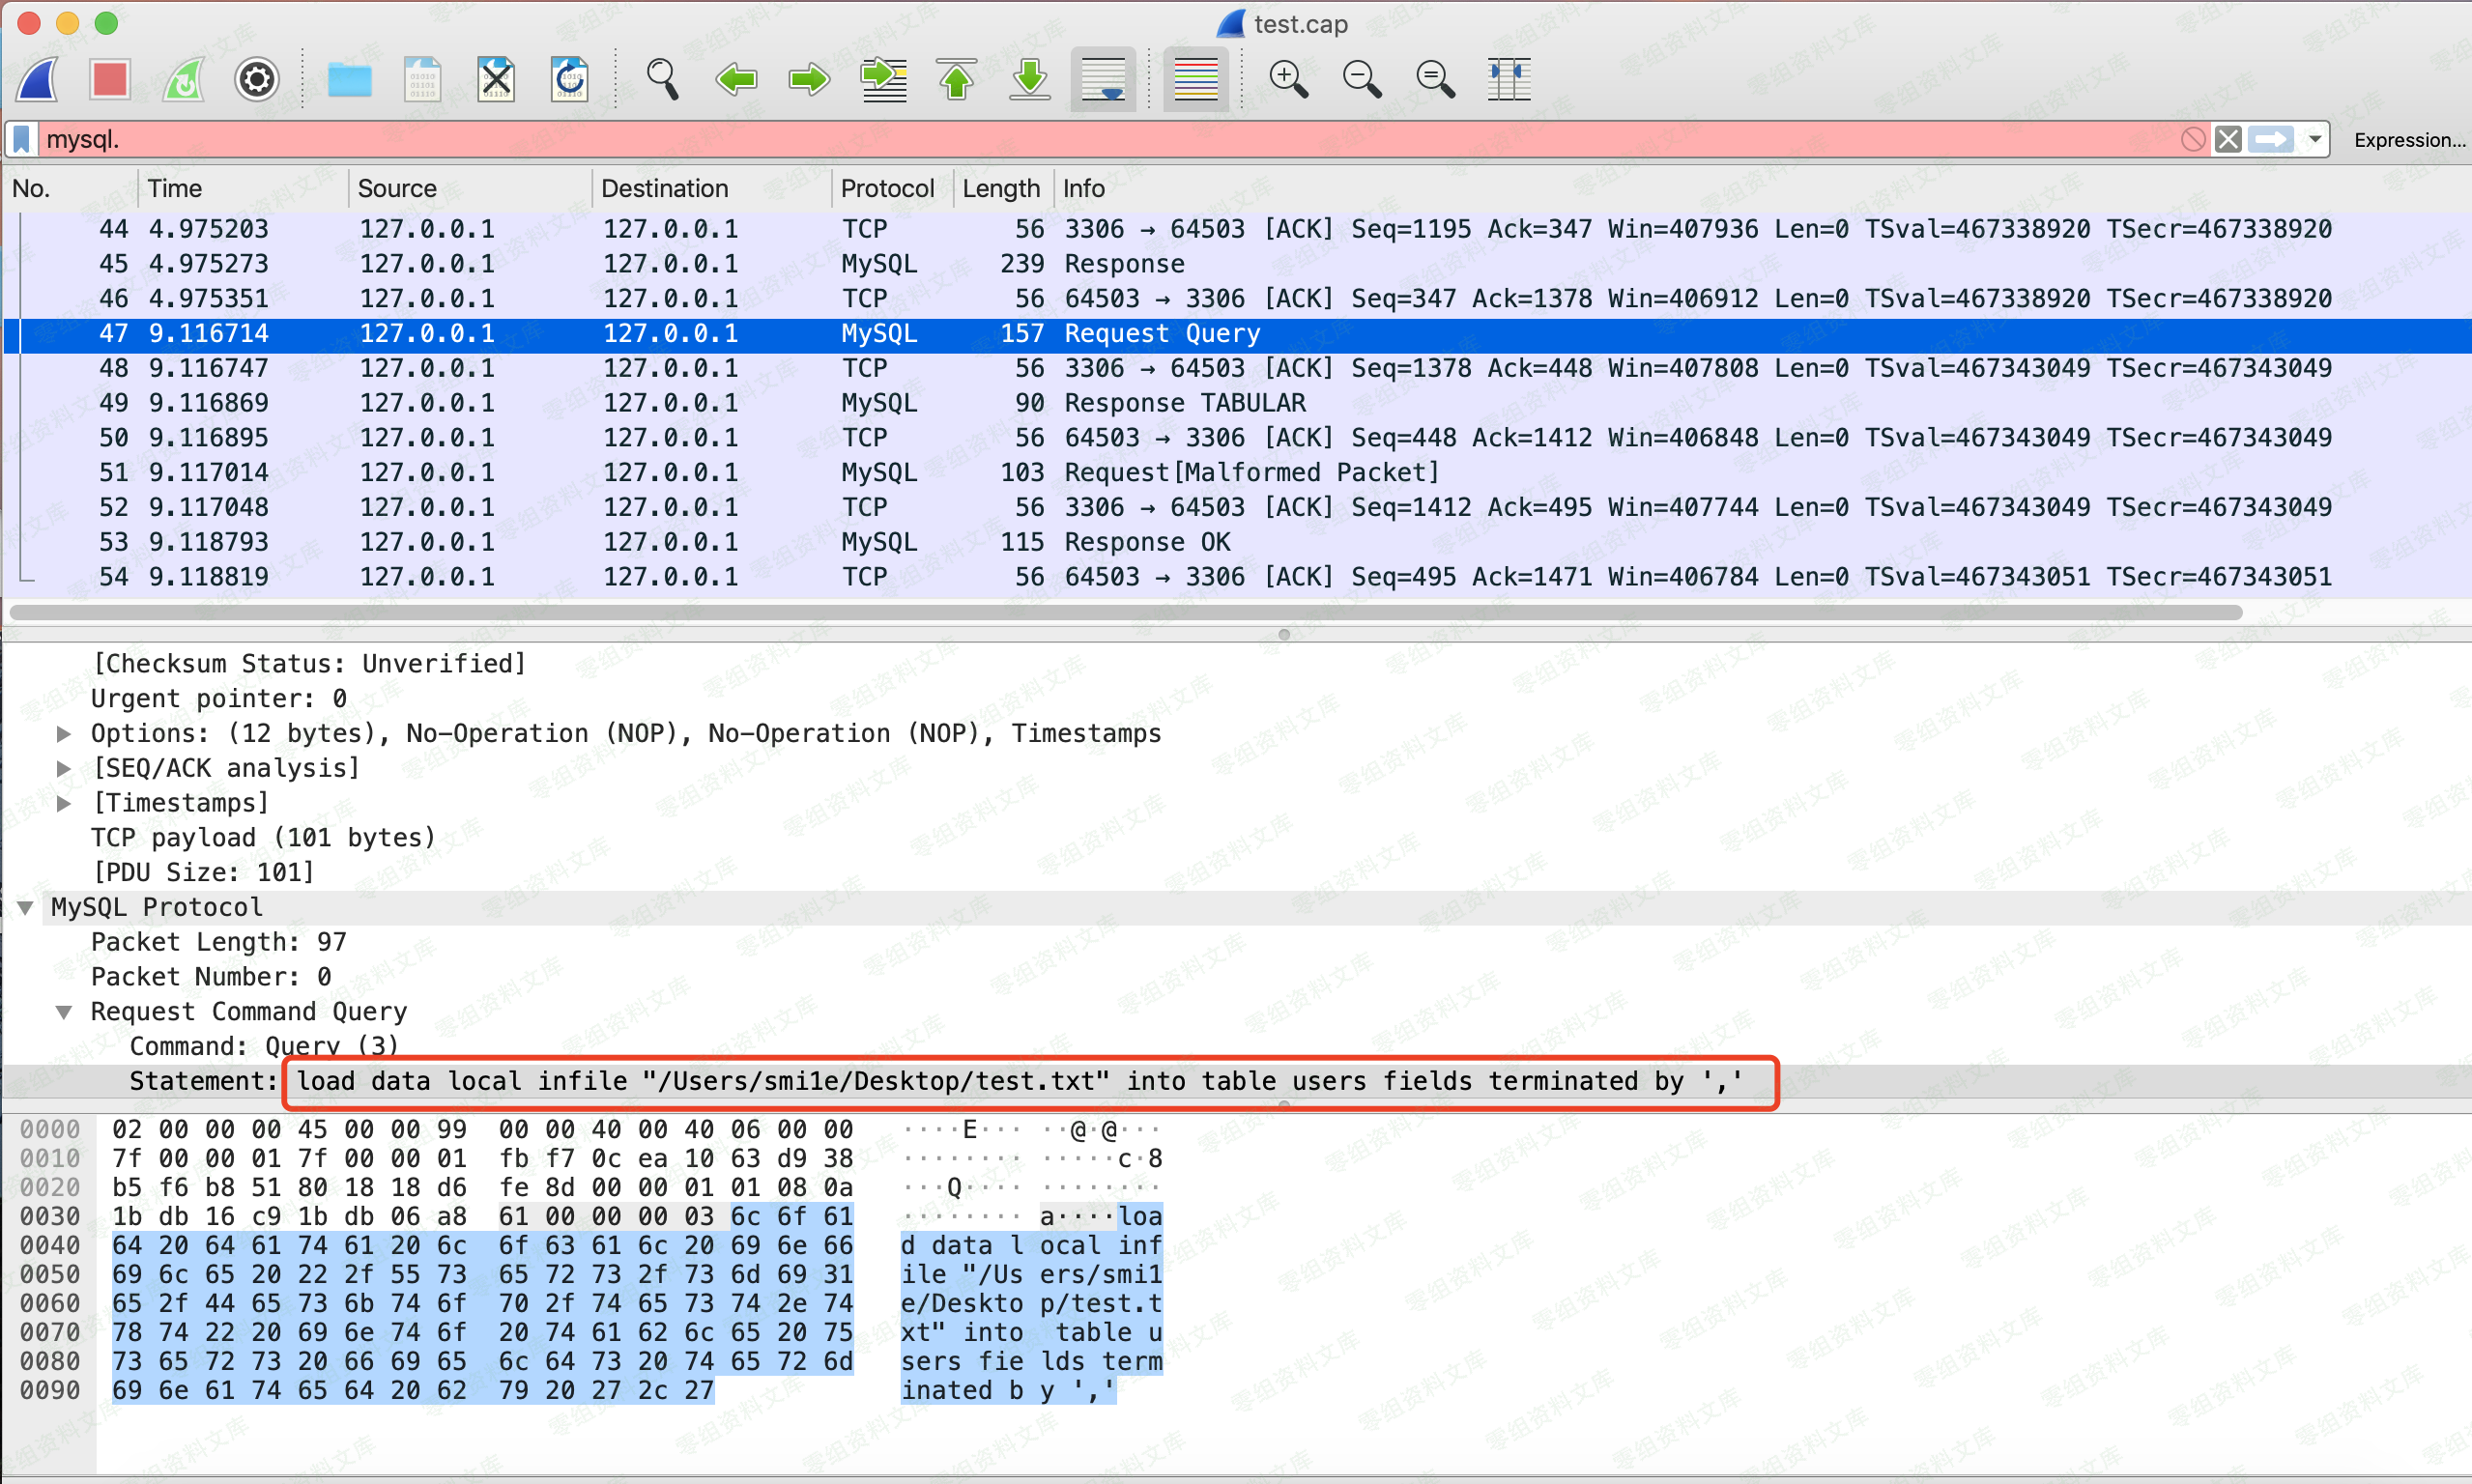 test.cap
mysql.
Expression...
No. Time Source Destination Protocol Length Info
44 4.975203 127.0.0.1 127.0.0.1 TCP 56 3306 → 64503 [ACK] Seq=1195 Ack=347 Win=407936 Len=0 TSval=467338920 TSecr=467338920
45 4.975273 127.0.0.1 127.0.0.1 MySQL 239 Response
46 4.975351 127.0.0.1 127.0.0.1 TCP 56 64503 → 3306 [ACK] Seq=347 Ack=1378 Win=406912 Len=0 TSval=467338920 TSecr=467338920
47 9.116714 127.0.0.1 127.0.0.1 MySQL 157 Request Query
48 9.116747 127.0.0.1 127.0.0.1 TCP 56 3306 → 64503 [ACK] Seq=1378 Ack=448 Win=407808 Len=0 TSval=467343049 TSecr=467343049
49 9.116869 127.0.0.1 127.0.0.1 MySQL 90 Response TABULAR
50 9.116895 127.0.0.1 127.0.0.1 TCP 56 64503 → 3306 [ACK] Seq=448 Ack=1412 Win=406848 Len=0 TSval=467343049 TSecr=467343049
51 9.117014 127.0.0.1 127.0.0.1 MySQL 103 Request[Malformed Packet]
52 9.117048 127.0.0.1 127.0.0.1 TCP 56 3306 → 64503 [ACK] Seq=1412 Ack=495 Win=407744 Len=0 TSval=467343049 TSecr=467343049
53 9.118793 127.0.0.1 127.0.0.1 MySQL 115 Response OK
54 9.118819 127.0.0.1 127.0.0.1 TCP 56 64503 → 3306 [ACK] Seq=495 Ack=1471 Win=406784 Len=0 TSval=467343051 TSecr=467343051
[Checksum Status: Unverified]
Urgent pointer: 0
Options: (12 bytes), No-Operation (NOP), No-Operation (NOP), Timestamps
[SEQ/ACK analysis]
[Timestamps]
TCP payload (101 bytes)
[PDU Size: 101]
MySQL Protocol
Packet Length: 97
Packet Number: 0
Request Command Query
Command: Query (3)
Statement: load data local infile "/Users/smi1e/Desktop/test.txt" into table users fields terminated by ','
0000 02 00 00 00 45 00 00 99 00 00 40 00 40 06 00 00 ····E··· ··@·@···
0010 7f 00 00 01 7f 00 00 01 fb f7 0c ea 10 63 d9 38 ········ ·····c·8
0020 b5 f6 b8 51 80 18 18 d6 fe 8d 00 00 01 01 08 0a ···Q···· ········
0030 1b db 16 c9 1b db 06 a8 61 00 00 00 03 6c 6f 61 ········ a····loa
0040 64 20 64 61 74 61 20 6c 6f 63 61 6c 20 69 6e 66 d data l ocal inf
0050 69 6c 65 20 22 2f 55 73 65 72 73 2f 73 6d 69 31 ile "/Us ers/smi1
0060 65 2f 44 65 73 6b 74 6f 70 2f 74 65 73 74 2e 74 e/Deskto p/test.t
0070 78 74 22 20 69 6e 74 6f 20 74 61 62 6c 65 20 75 xt" into  table u
0080 73 65 72 73 20 66 69 65 6c 64 73 20 74 65 72 6d sers fie lds term
0090 69 6e 61 74 65 64 20 62 79 20 27 2c 27 inated b y ','
零组资料文库